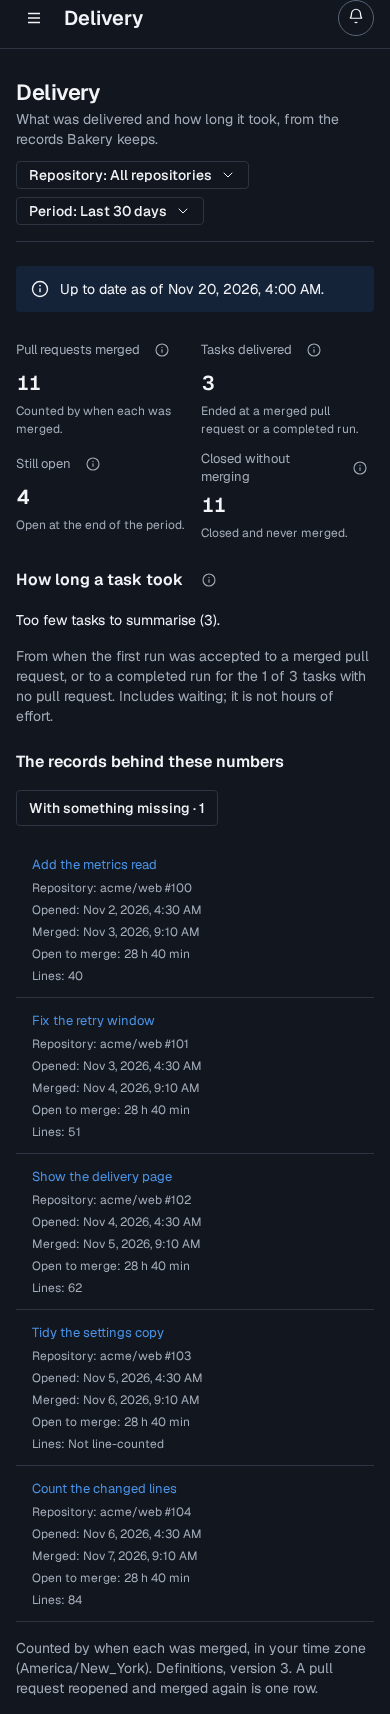 Delivery
Delivery
What was delivered and how long it took, from the
records Bakery keeps.
Repository: All repositories
Period: Last 30 days
Up to date as of Nov 20, 2026, 4:00 AM.
Pull requests merged
11
Counted by when each was
merged.
Tasks delivered
3
Ended at a merged pull
request or a completed run.
Still open
4
Open at the end of the period.
Closed without
merging
11
Closed and never merged.
How long a task took
Too few tasks to summarise (3).
From when the first run was accepted to a merged pull
request, or to a completed run for the 1 of 3 tasks with
no pull request. Includes waiting; it is not hours of
effort.
The records behind these numbers
With something missing · 1
Add the metrics read
Repository: acme/web #100
Opened: Nov 2, 2026, 4:30 AM
Merged: Nov 3, 2026, 9:10 AM
Open to merge: 28 h 40 min
Lines: 40
Fix the retry window
Repository: acme/web #101
Opened: Nov 3, 2026, 4:30 AM
Merged: Nov 4, 2026, 9:10 AM
Open to merge: 28 h 40 min
Lines: 51
Show the delivery page
Repository: acme/web #102
Opened: Nov 4, 2026, 4:30 AM
Merged: Nov 5, 2026, 9:10 AM
Open to merge: 28 h 40 min
Lines: 62
Tidy the settings copy
Repository: acme/web #103
Opened: Nov 5, 2026, 4:30 AM
Merged: Nov 6, 2026, 9:10 AM
Open to merge: 28 h 40 min
Lines: Not line-counted
Count the changed lines
Repository: acme/web #104
Opened: Nov 6, 2026, 4:30 AM
Merged: Nov 7, 2026, 9:10 AM
Open to merge: 28 h 40 min
Lines: 84
Counted by when each was merged, in your time zone
(America/New_York). Definitions, version 3. A pull
request reopened and merged again is one row.